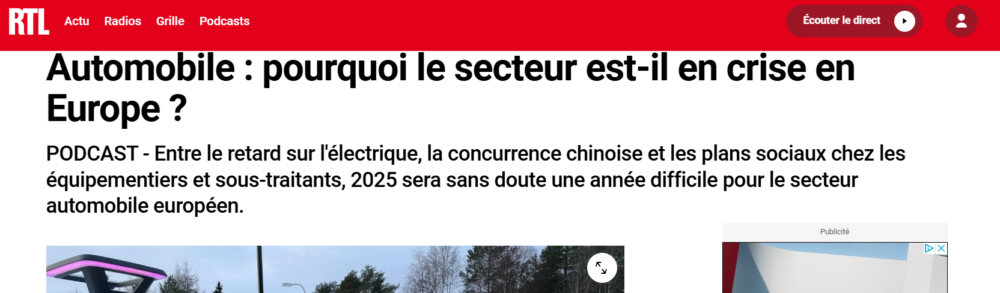 RTL Actu Radios Grille Podcasts Écouter le direct
Automobile : pourquoi le secteur est-il en crise en
Europe ?
PODCAST - Entre le retard sur l'électrique, la concurrence chinoise et les plans sociaux chez les
équipementiers et sous-traitants, 2025 sera sans doute une année difficile pour le secteur
automobile européen.
Publicité